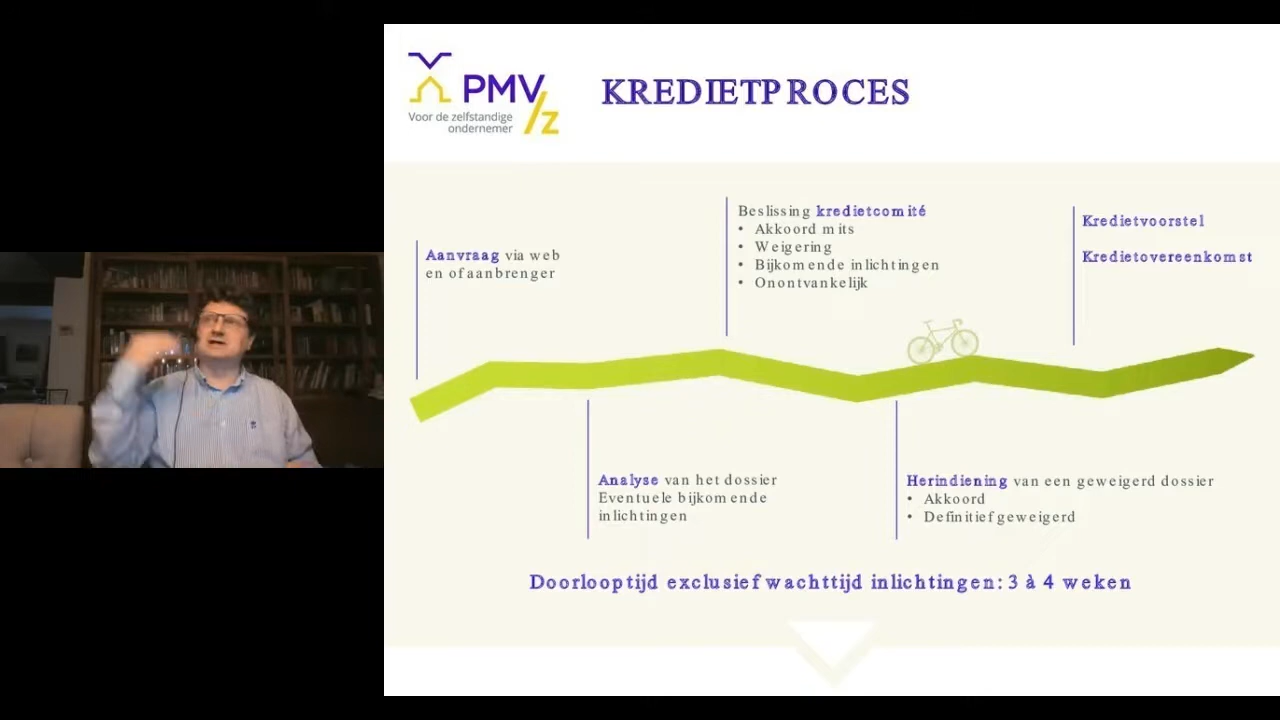 PMV/z
Voor de zelfstandige
ondernemer
KREDIETPROCES
Aanvraag via web
en of aanbrenger
Beslissing kredietcomité
• Akkoord mits
• Weigering
• Bijkomende inlichtingen
• Onontvankelijk
Kredietvoorstel
Kredietovereenkomst
Analyse van het dossier
Eventuele bijkomende
inlichtingen
Herindiening van een geweigerd dossier
• Akkoord
• Definitief geweigerd
Doorlooptijd exclusief wachttijd inlichtingen: 3 à 4 weken